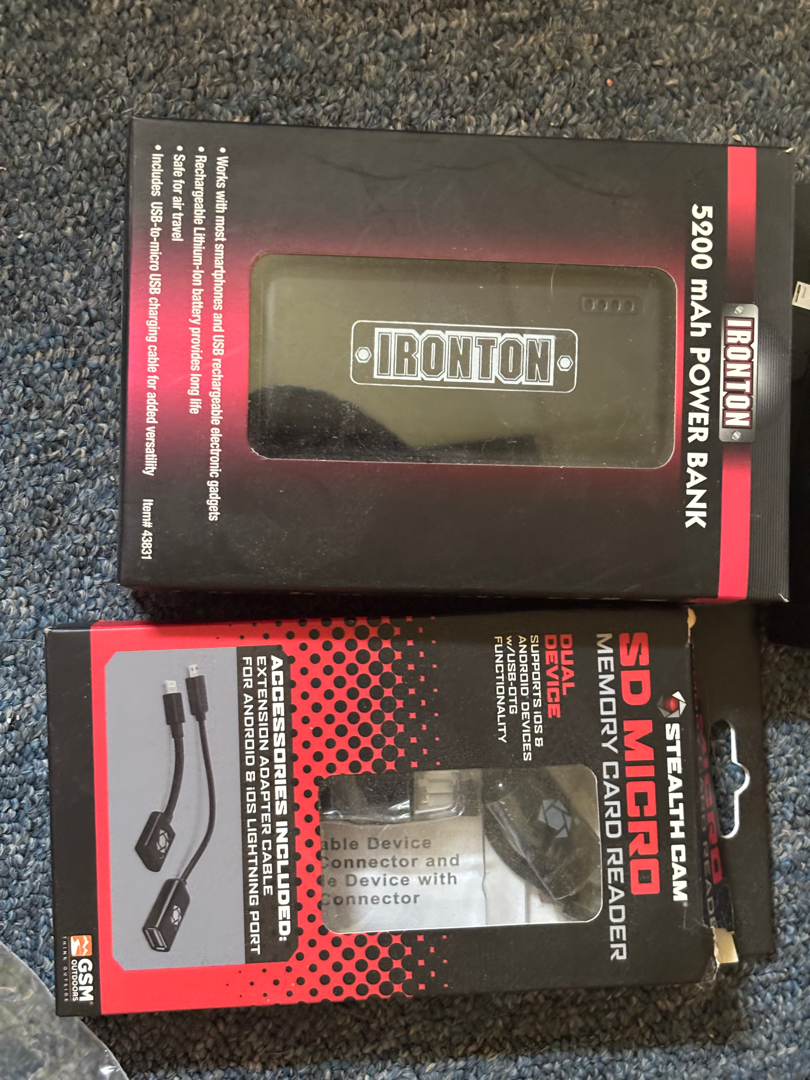 IRONTON
5200 mAh POWER BANK
IRONTON
• Works with most smartphones and USB rechargeable electronic gadgets
• Rechargeable Lithium-Ion battery provides long life
• Safe for air travel
• Includes USB-to-micro USB charging cable for added versatility
Item# 43831
STEALTH CAM
SD MICRO
MEMORY CARD READER
DUAL
DEVICE
SUPPORTS iOS &
ANDROID DEVICES
W/USB-OTG
FUNCTIONALITY
able Device
Connector and
le Device with
Connector
ACCESSORIES INCLUDED:
EXTENSION ADAPTER CABLE
FOR ANDROID & iOS LIGHTNING PORT
GSM
OUTDOORS
THINK OUTSIDE